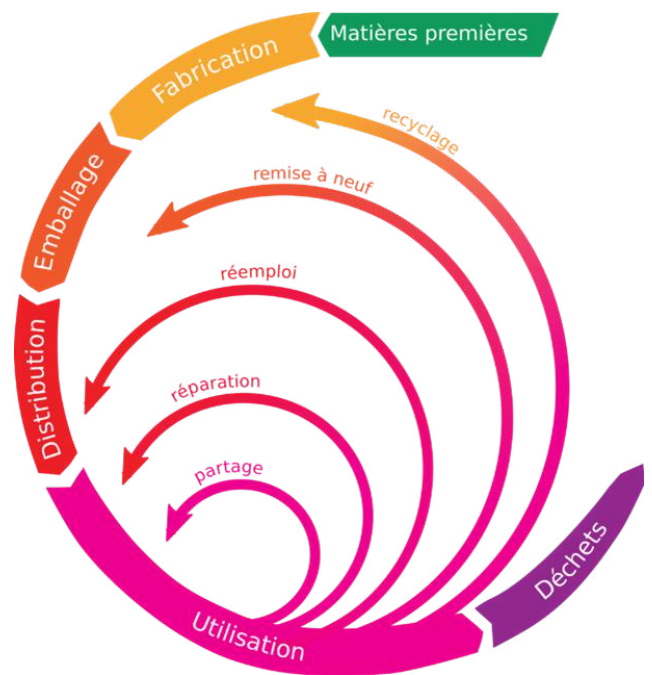 Matières premières
Fabrication
recyclage
Emballage
remise à neuf
réemploi
Distribution
réparation
partage
Déchets
Utilisation